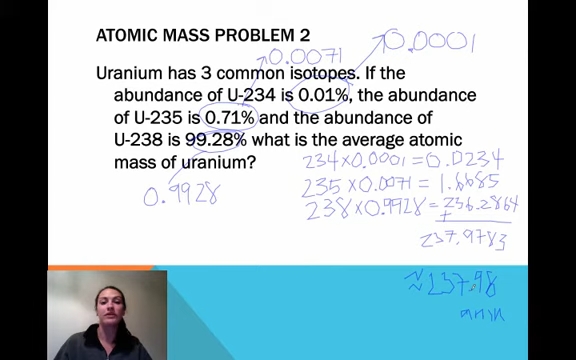 ATOMIC MASS PROBLEM 2
0.0071
0.0001
Uranium has 3 common isotopes. If the
abundance of U-234 is 0.01%, the abundance
of U-235 is 0.71% and the abundance of
U-238 is 99.28% what is the average atomic
mass of uranium?
0.9928
234 x 0.0001 = 0.0234
235 x 0.0071 = 1.6685
238 x 0.9928 = 236.2864
+
237.9783
≈ 237.98
amu